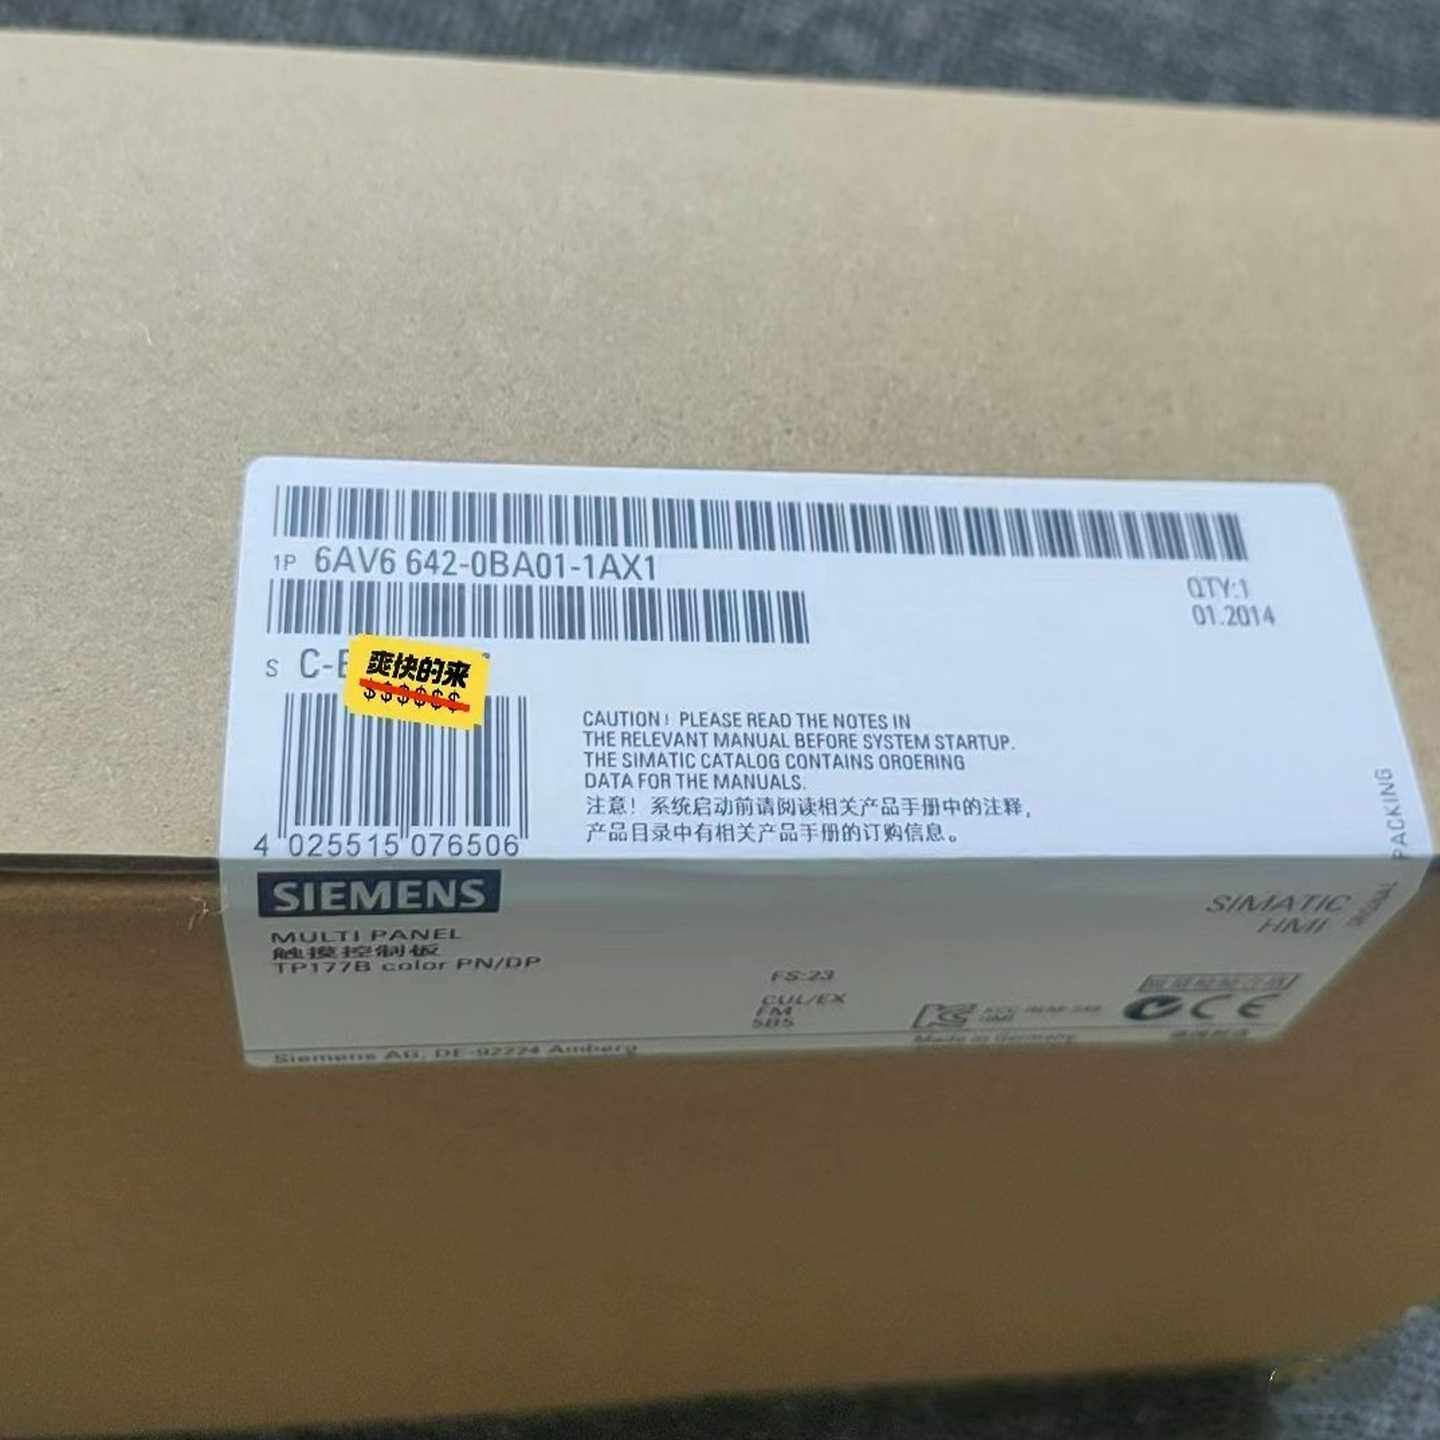 1P 6AV6 642-0BA01-1AX1
QTY:1
01.2014
S C-E
爽快的来
$$$$$$
CAUTION! PLEASE READ THE NOTES IN
THE RELEVANT MANUAL BEFORE SYSTEM STARTUP.
THE SIMATIC CATALOG CONTAINS ORDERING
DATA FOR THE MANUALS.
注意！系统启动前请阅读相关产品手册中的注释,
产品目录中有相关产品手册的订购信息。
4 025515 076506
PACKING
SIEMENS
SIMATIC
HMI
MULTI PANEL
触摸控制板
TP177B color PN/DP
FS:23
CUL/EX
FM
585
CE
Siemens AG, DE-92224 Amberg
Made in Germany